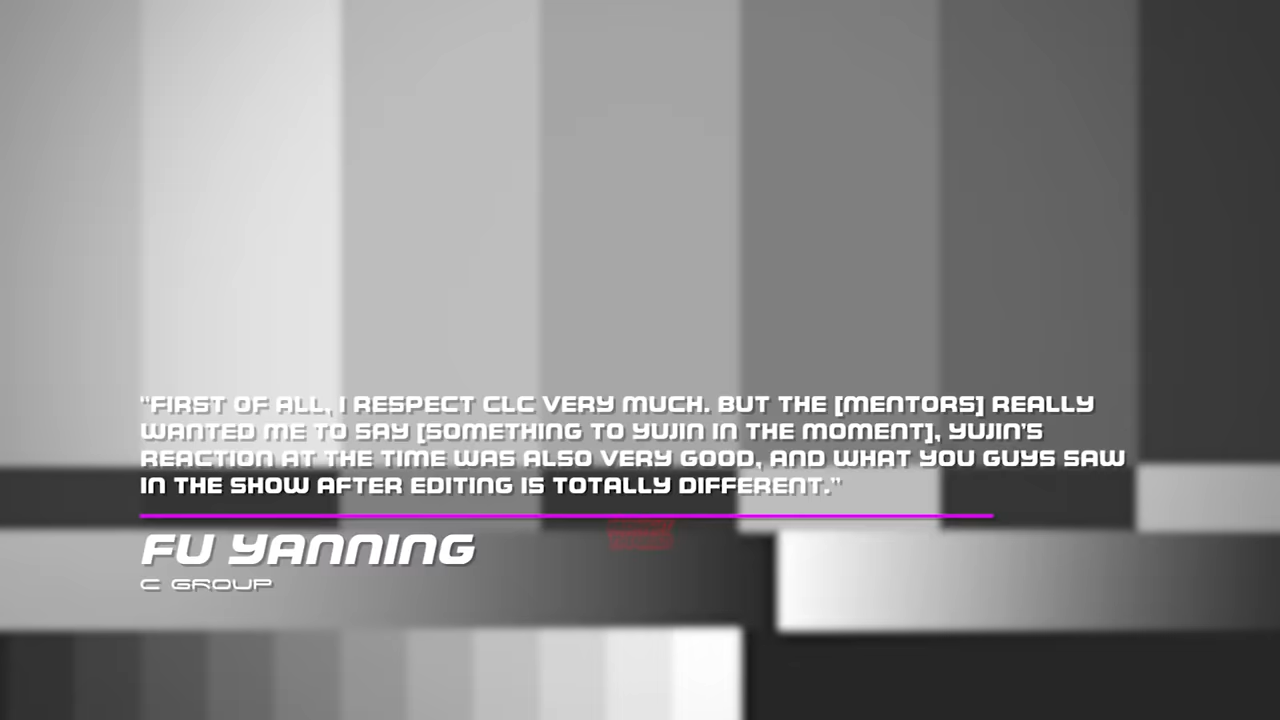 "FIRST OF ALL, I RESPECT CLC VERY MUCH. BUT THE [MENTORS] REALLY
WANTED ME TO SAY [SOMETHING TO YUJIN IN THE MOMENT], YUJIN'S
REACTION AT THE TIME WAS ALSO VERY GOOD, AND WHAT YOU GUYS SAW
IN THE SHOW AFTER EDITING IS TOTALLY DIFFERENT."
FU YANNING
C GROUP